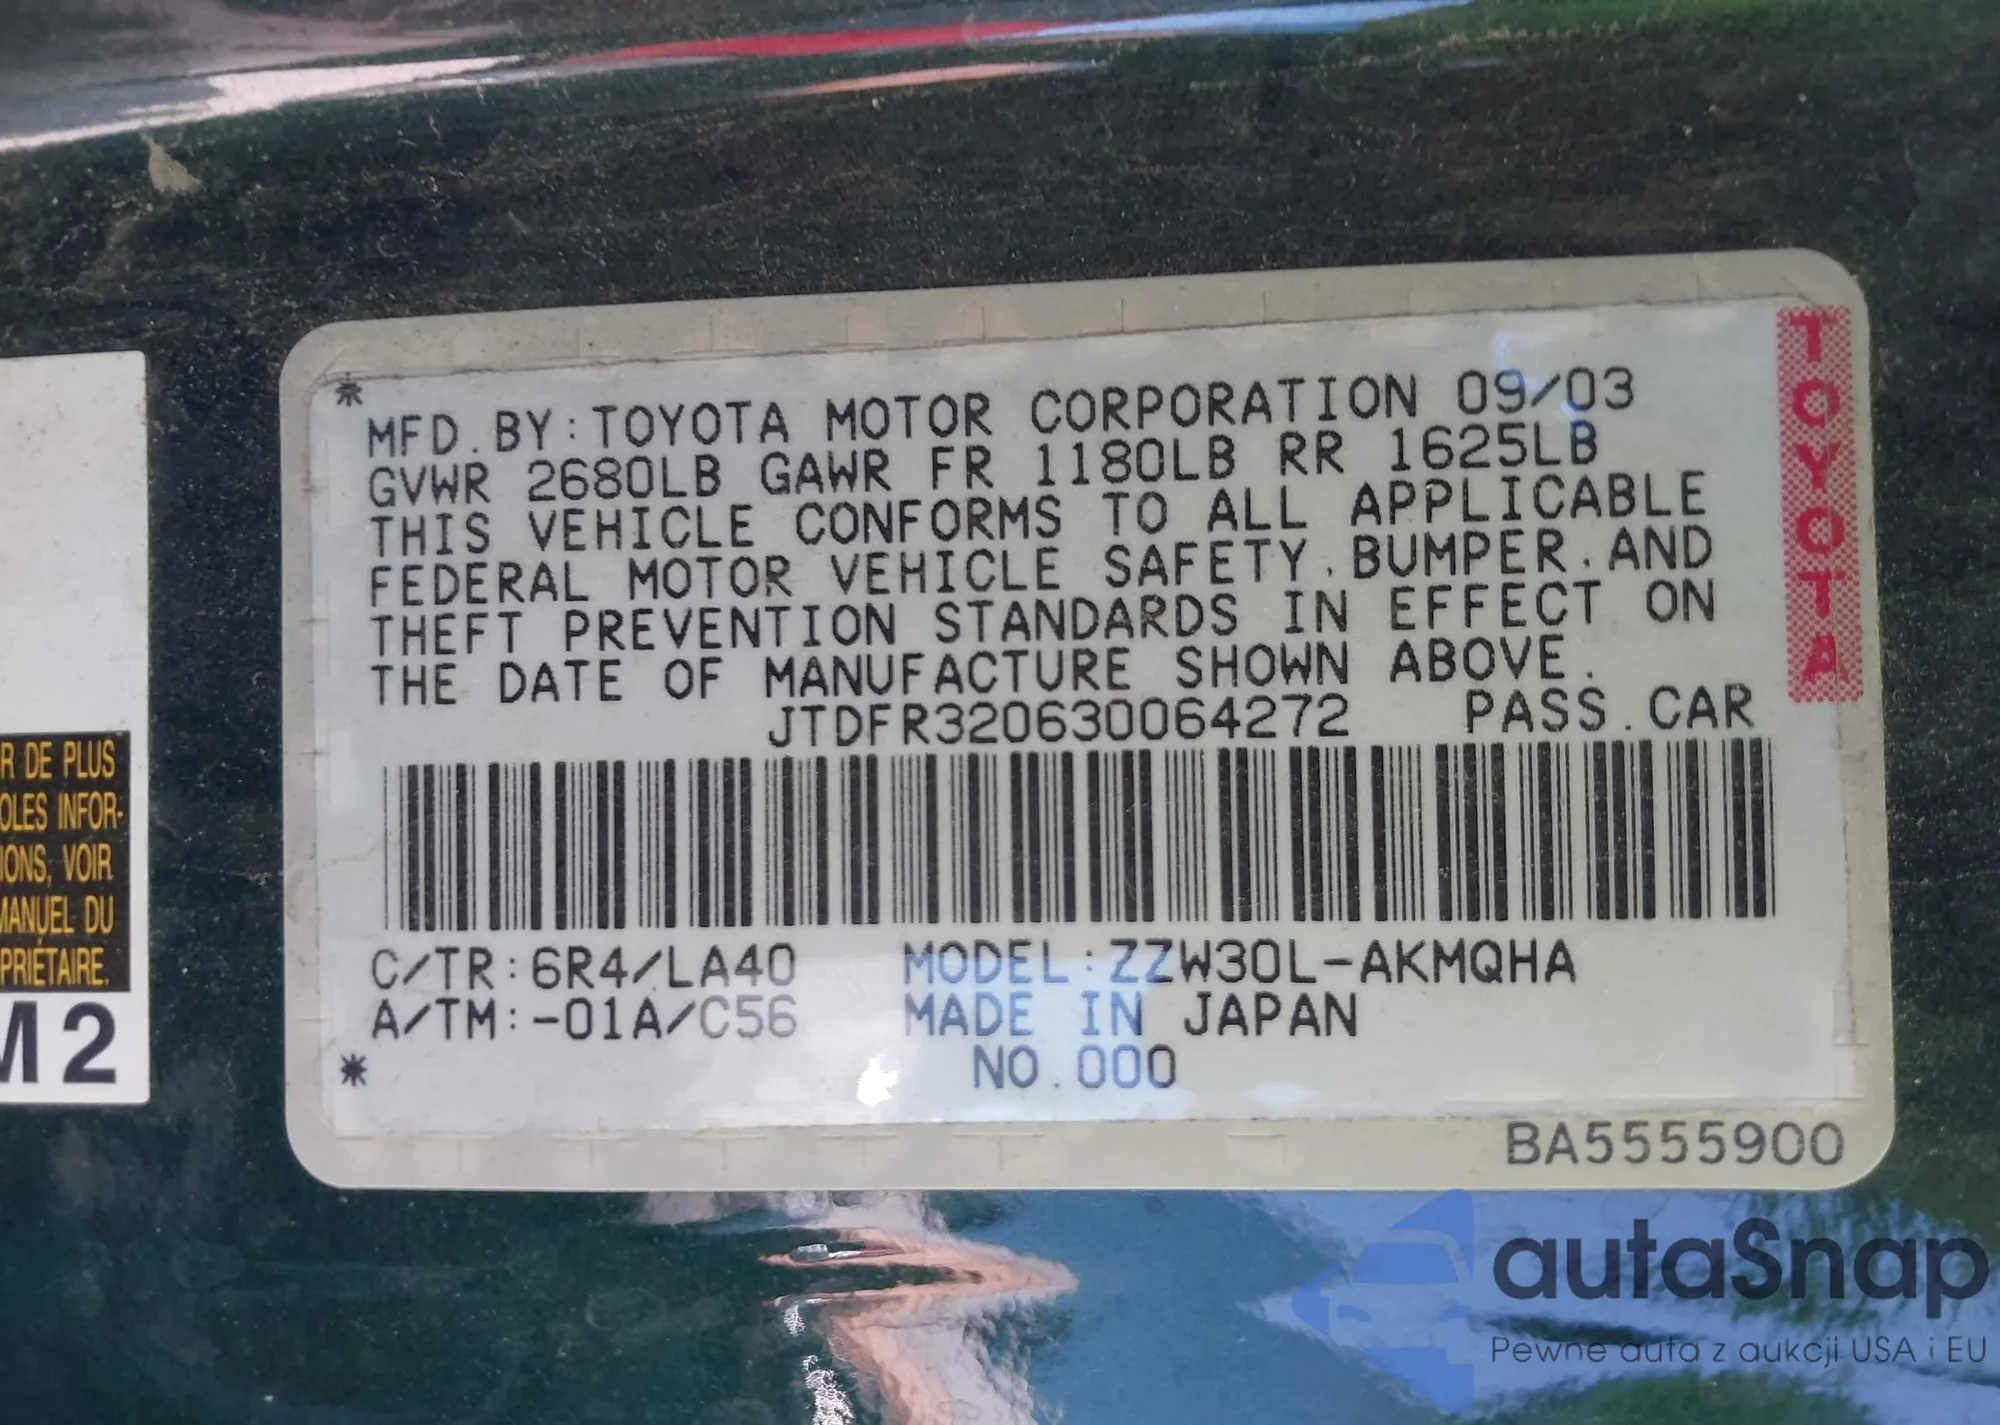 MFD. BY: TOYOTA MOTOR CORPORATION 09/03
GVWR 2680LB GAWR FR 1180LB RR 1625LB
THIS VEHICLE CONFORMS TO ALL APPLICABLE
FEDERAL MOTOR VEHICLE SAFETY. BUMPER. AND
THEFT PREVENTION STANDARDS IN EFFECT ON
THE DATE OF MANUFACTURE SHOWN ABOVE.
JTDFR320630064272 PASS. CAR
C/TR: 6R4/LA40 MODEL: ZZW30L-AKMQHA
A/TM: -01A/C56 MADE IN JAPAN
NO. 000
BA5555900
TOYOTA
R DE PLUS
OLES INFOR-
IONS, VOIR
MANUEL DU
PRIÉTAIRE.
M2
autaSnap
Pewne auta z aukcji USA i EU